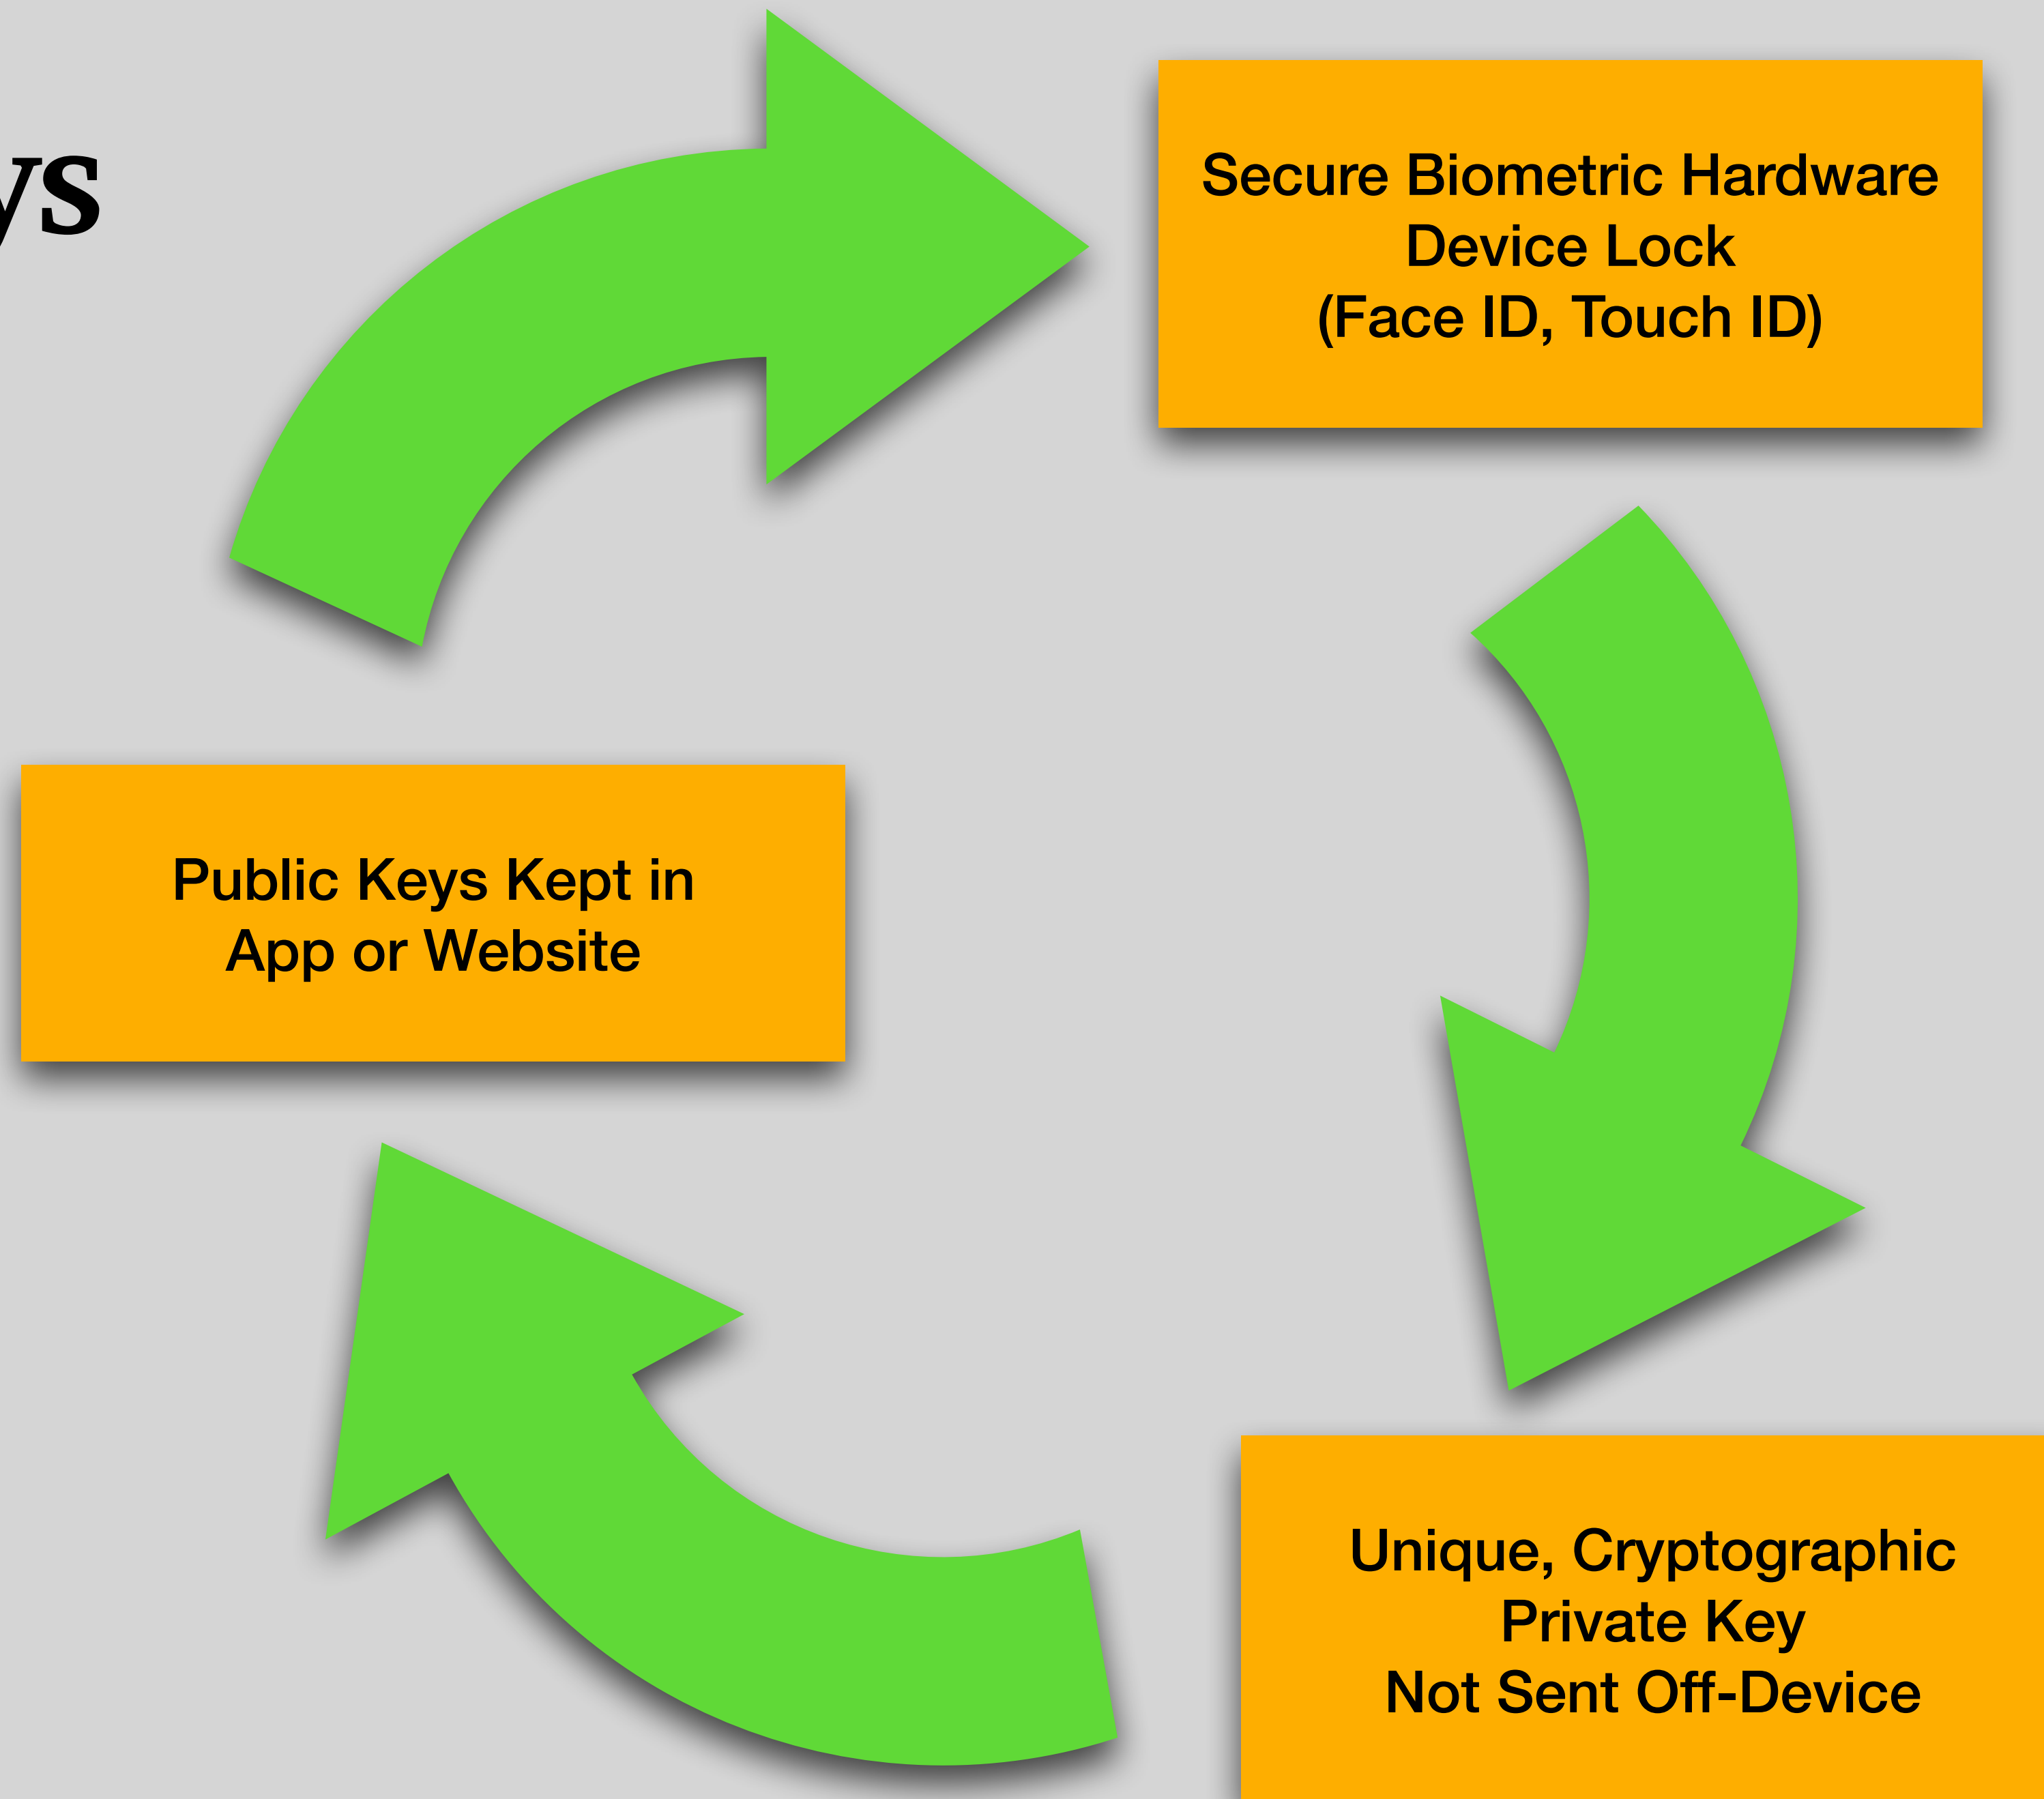 ys
Secure Biometric Hardware
Device Lock
(Face ID, Touch ID)
Public Keys Kept in
App or Website
Unique, Cryptographic
Private Key
Not Sent Off-Device